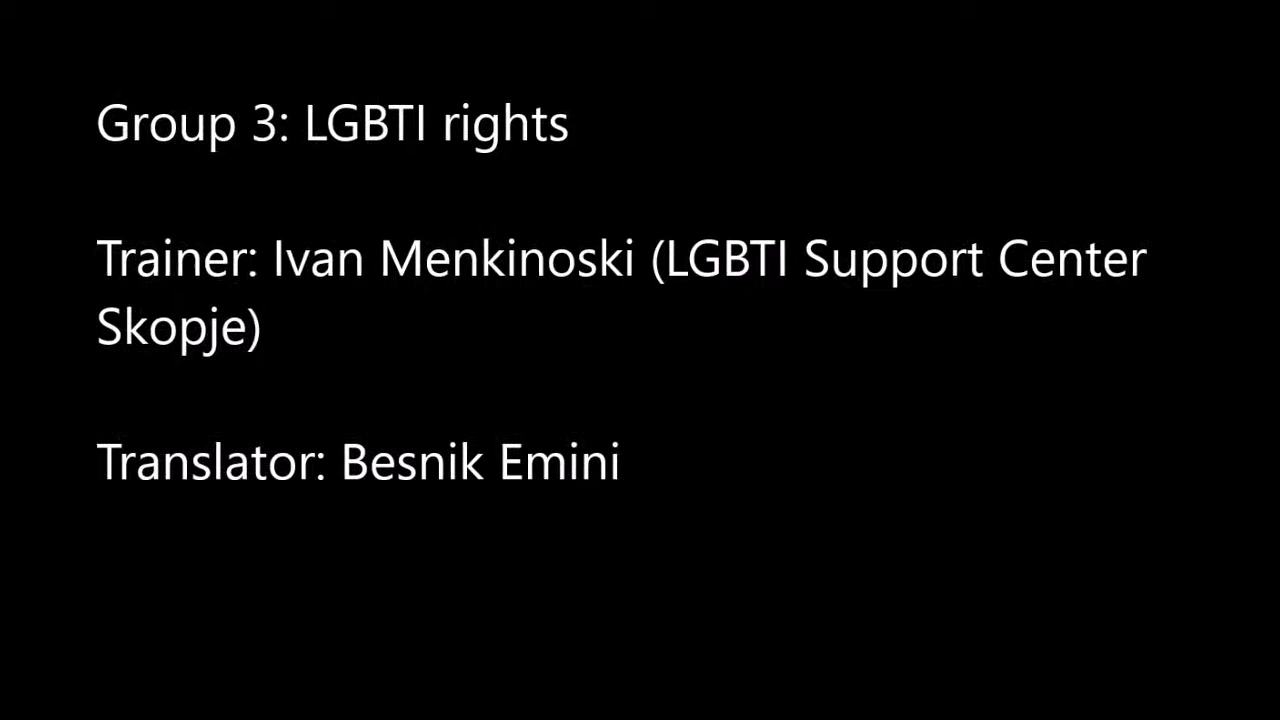 Group 3: LGBTI rights
Trainer: Ivan Menkinoski (LGBTI Support Center
Skopje)
Translator: Besnik Emini